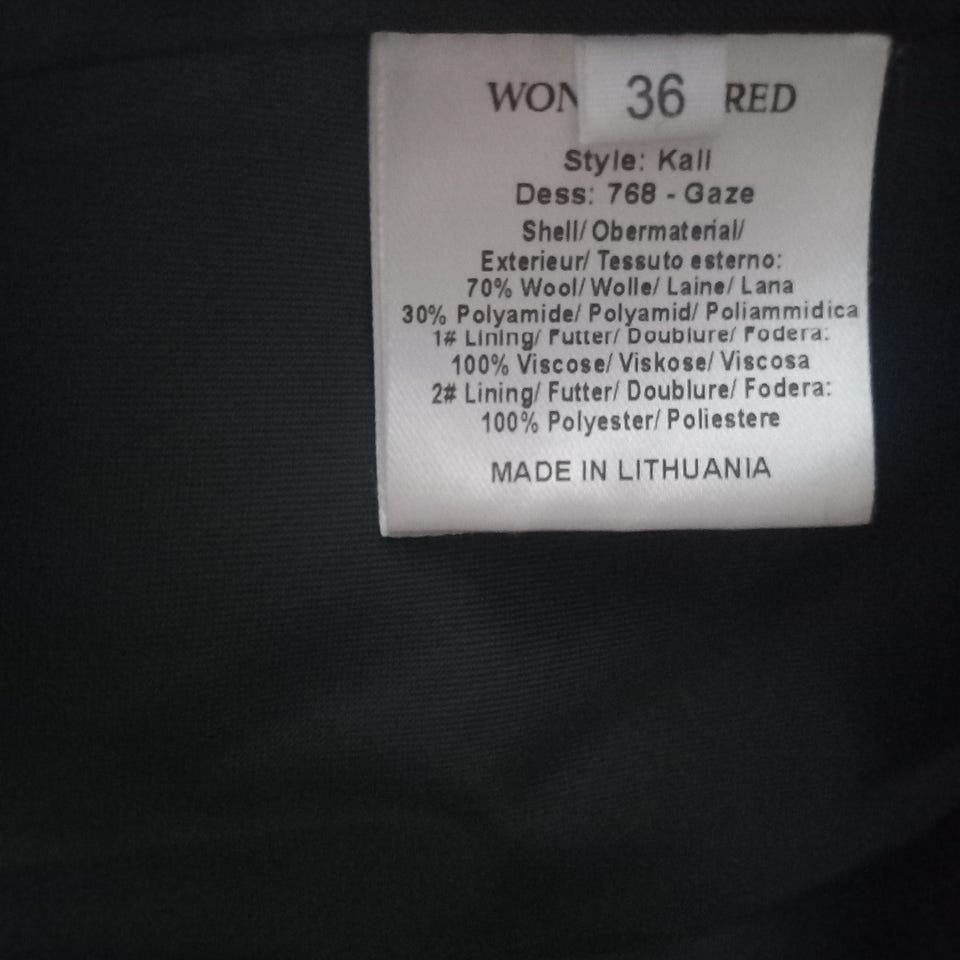 36
Style: Kali
Dess: 768 - Gaze
Shell/ Obermaterial/
Exterieur/ Tessuto esterno:
70% Wool/ Wolle/ Laine/ Lana
30% Polyamide/ Polyamid/ Poliammidica
1# Lining/ Futter/ Doublure/ Fodera:
100% Viscose/ Viskose/ Viscosa
2# Lining/ Futter/ Doublure/ Fodera:
100% Polyester/ Poliestere
MADE IN LITHUANIA